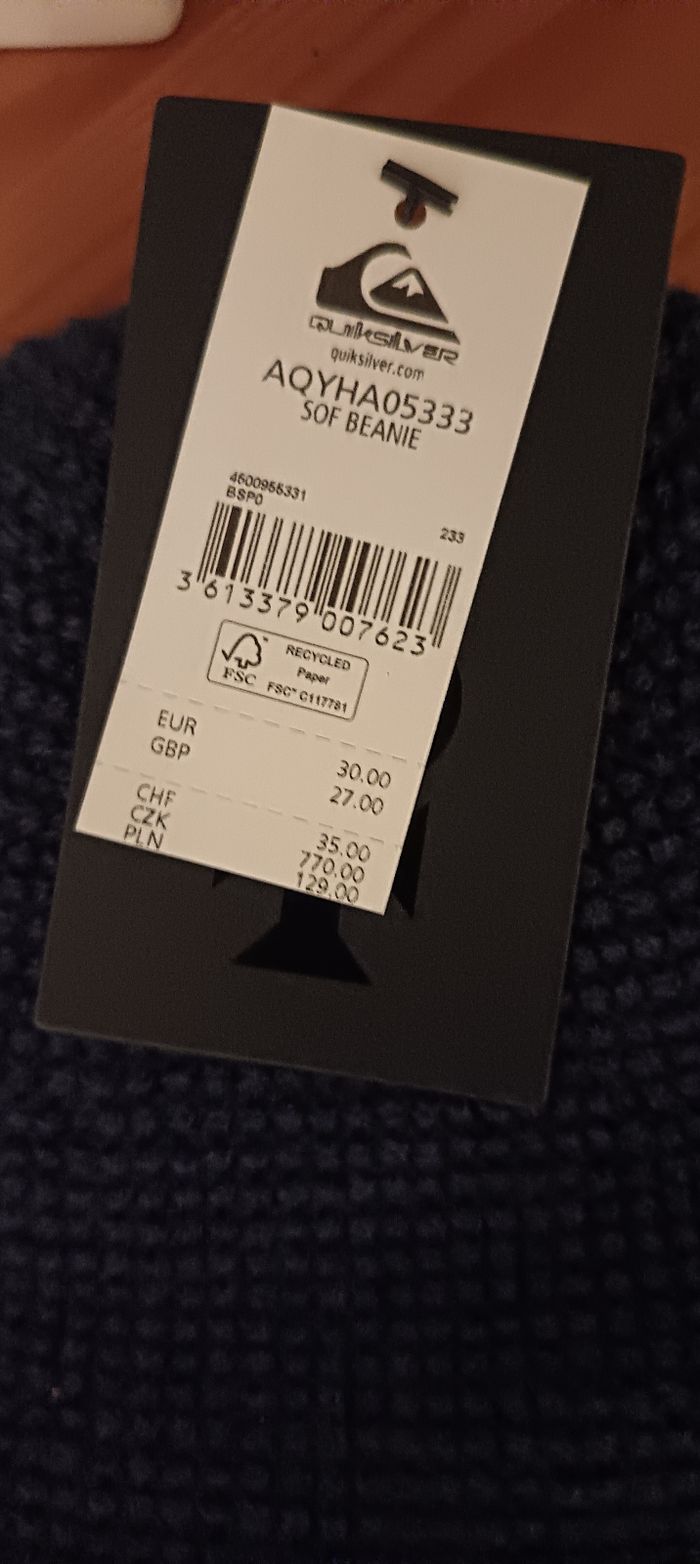 QUIKSILVER
quiksilver.com
AQYHA05333
SOF BEANIE
4600955331
BSP0
233
3 613379 007623
RECYCLED
Paper
FSC FSC™ C117781
EUR 30.00
GBP 27.00
CHF 35.00
CZK 770.00
PLN 129.00